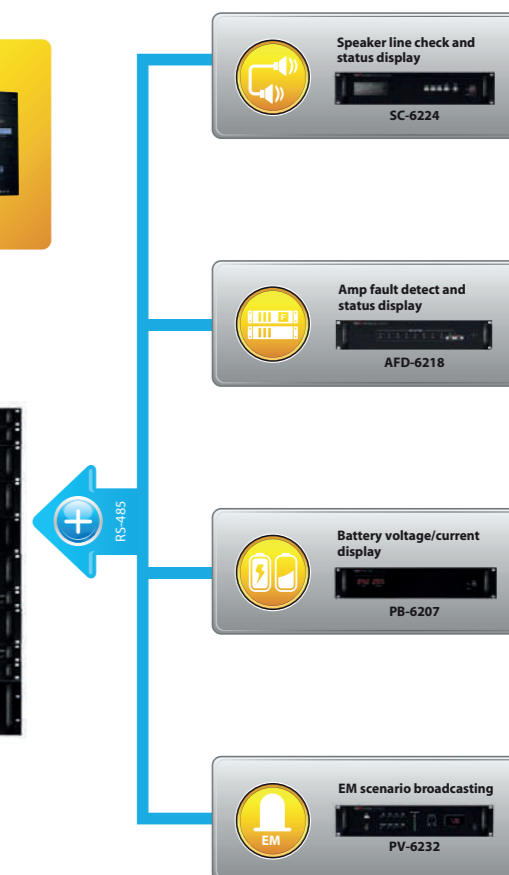 Speaker line check and
status display
SC-6224
F
Amp fault detect and
status display
AFD-6218
RS-485
Battery voltage/current
display
PB-6207
EM scenario broadcasting
EM
PV-6232